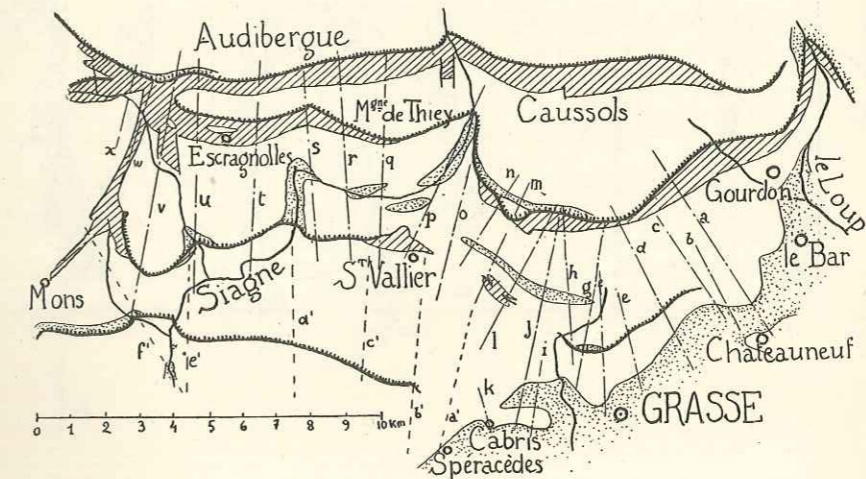 Audibergue
Mgne de Thiey
Caussols
Escragnolles
x w v u t s r q p o n m
Gourdon
le Loup
a b c d
le Bar
Mons
Siagne
St Vallier
h g f e
l j i k
f' e' d' c' b' a'
Chateauneuf
GRASSE
Cabris
Spéracèdes
0 1 2 3 4 5 6 7 8 9 10 Km